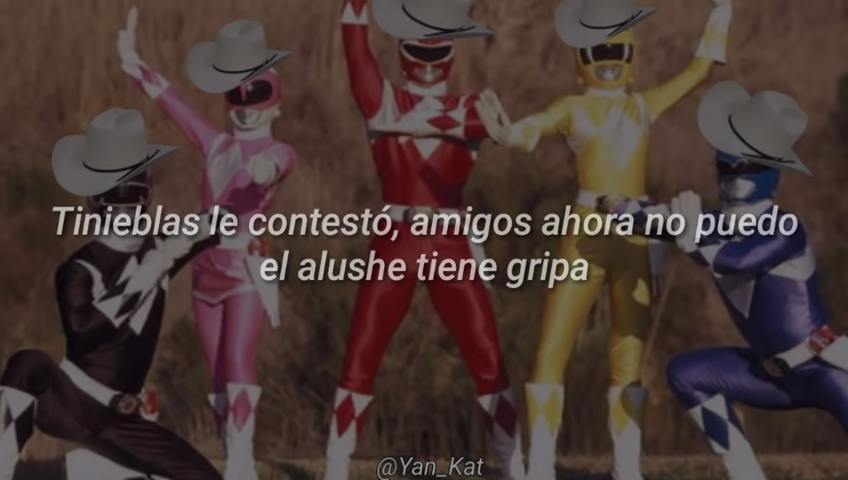 Tinieblas le contestó, amigos ahora no puedo
el alushe tiene gripa
@Yan_Kat